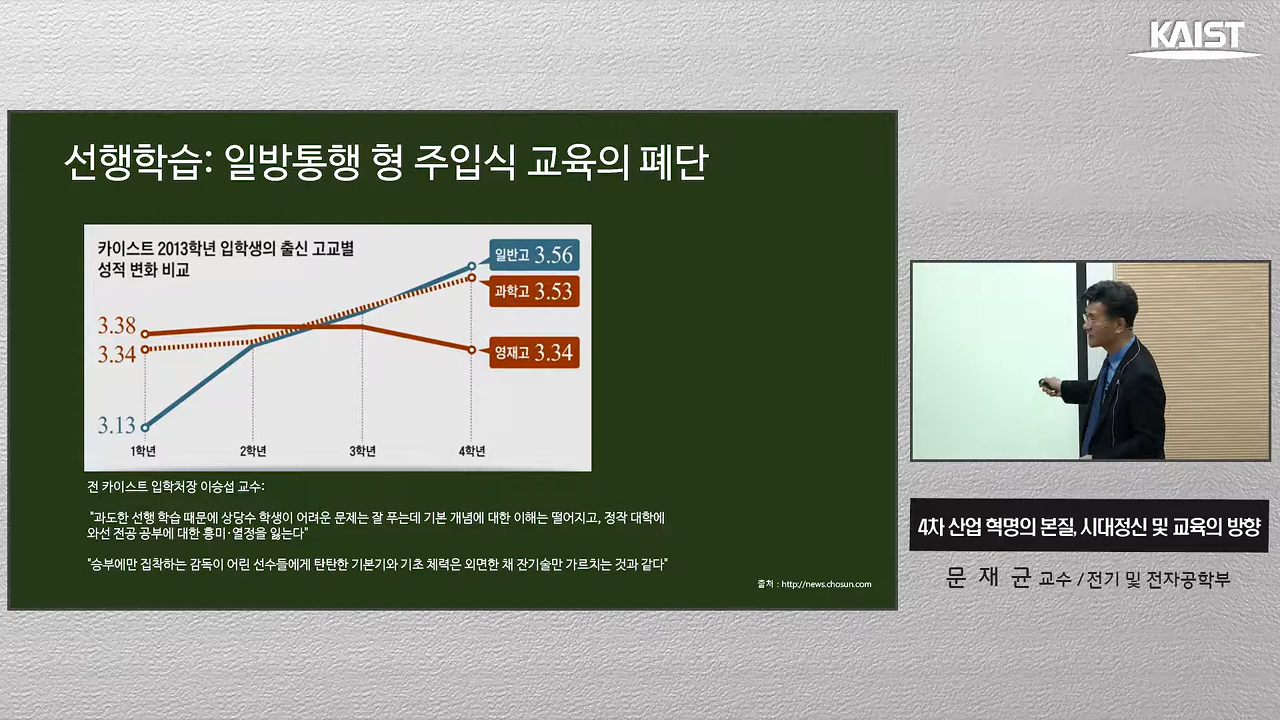 KAIST
선행학습: 일방통행 형 주입식 교육의 폐단
카이스트 2013학년 입학생의 출신 고교별
성적 변화 비교
일반고 3.56
과학고 3.53
3.38
3.34
영재고 3.34
3.13
1학년 2학년 3학년 4학년
전 카이스트 입학처장 이승섭 교수:
"과도한 선행 학습 때문에 상당수 학생이 어려운 문제는 잘 푸는데 기본 개념에 대한 이해는 떨어지고, 정작 대학에
와선 전공 공부에 대한 흥미·열정을 잃는다"
"승부에만 집착하는 감독이 어린 선수들에게 탄탄한 기본기와 기초 체력은 외면한 채 잔기술만 가르치는 것과 같다"
출처 : http://news.chosun.com
4차 산업 혁명의 본질, 시대정신 및 교육의 방향
문 재 균 교수 / 전기 및 전자공학부